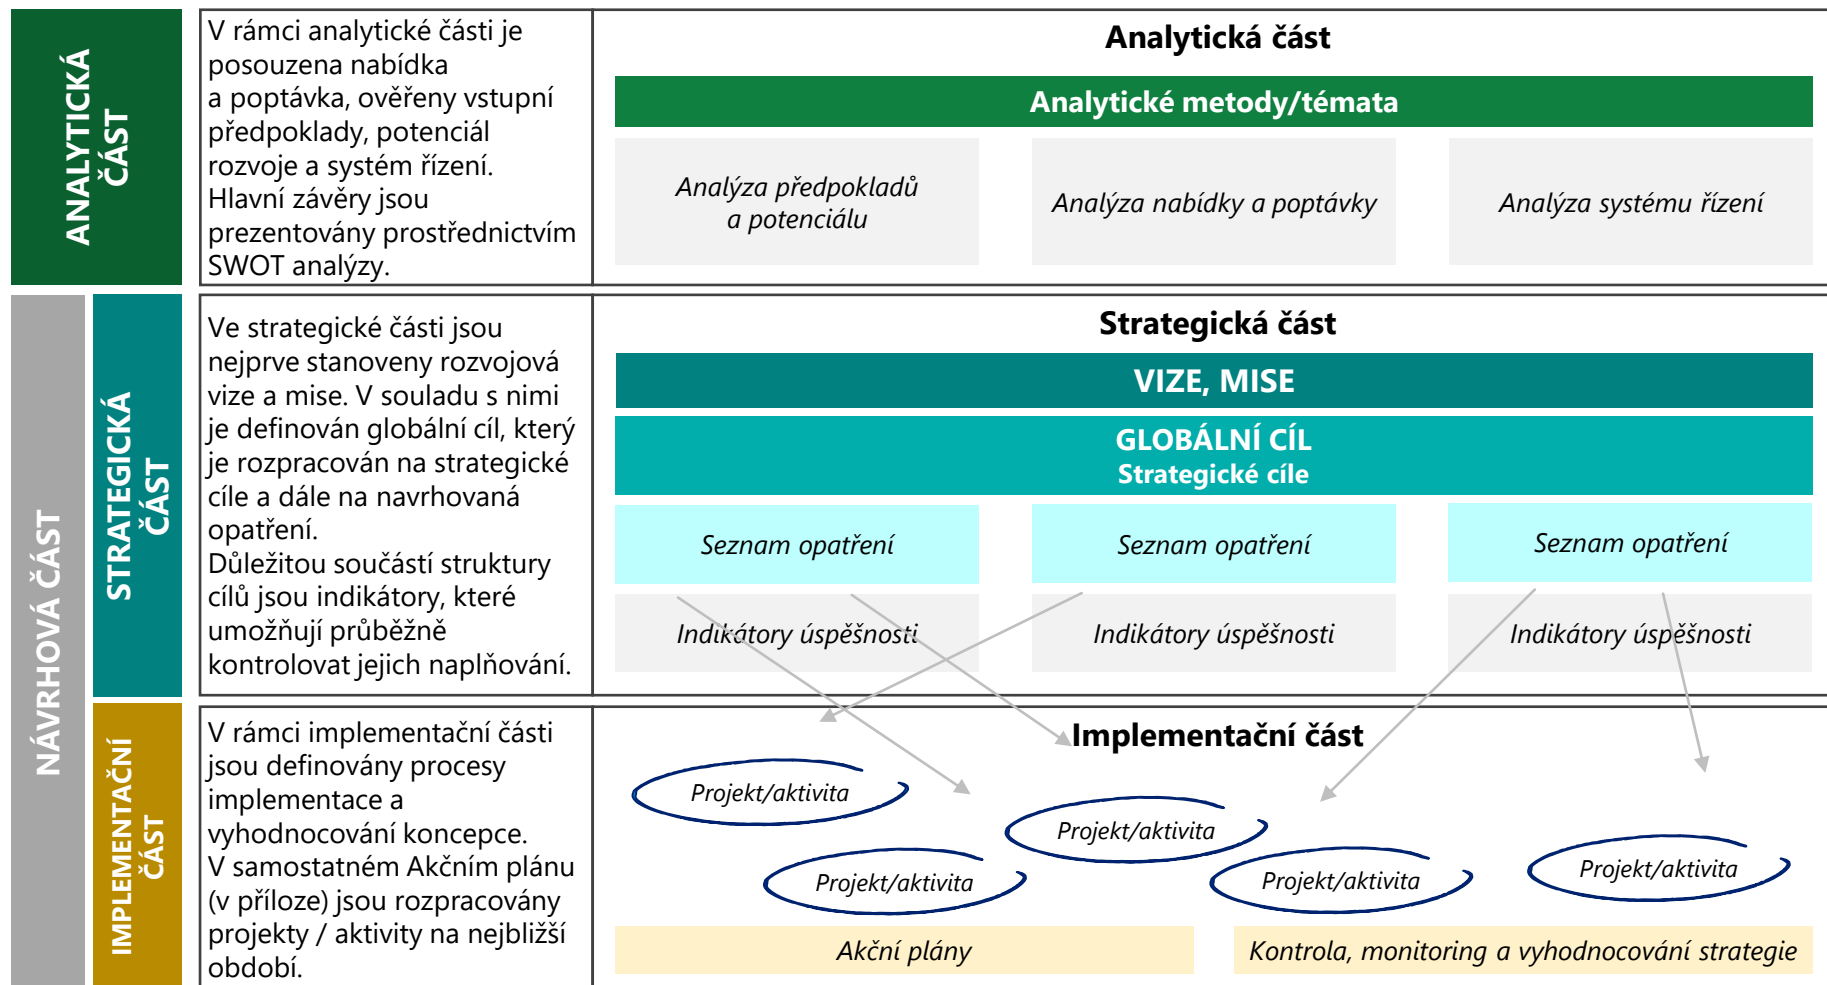 ANALYTICKÁ
ČÁST
V rámci analytické části je
posouzena nabídka
a poptávka, ověřeny vstupní
předpoklady, potenciál
rozvoje a systém řízení.
Hlavní závěry jsou
prezentovány prostřednictvím
SWOT analýzy.
Analytická část
Analytické metody/témata
Analýza předpokladů
a potenciálu
Analýza nabídky a poptávky
Analýza systému řízení
NÁVRHOVÁ ČÁST
STRATEGICKÁ
ČÁST
Ve strategické části jsou
nejprve stanoveny rozvojová
vize a mise. V souladu s nimi
je definován globální cíl, který
je rozpracován na strategické
cíle a dále na navrhovaná
opatření.
Důležitou součástí struktury
cílů jsou indikátory, které
umožňují průběžně
kontrolovat jejich naplňování.
Strategická část
VIZE, MISE
GLOBÁLNÍ CÍL
Strategické cíle
Seznam opatření
Seznam opatření
Seznam opatření
Indikátory úspěšnosti
Indikátory úspěšnosti
Indikátory úspěšnosti
IMPLEMENTAČNÍ
ČÁST
V rámci implementační části
jsou definovány procesy
implementace a
vyhodnocování koncepce.
V samostatném Akčním plánu
(v příloze) jsou rozpracovány
projekty / aktivity na nejbližší
období.
Implementační část
Projekt/aktivita
Projekt/aktivita
Projekt/aktivita
Projekt/aktivita
Projekt/aktivita
Akční plány
Kontrola, monitoring a vyhodnocování strategie